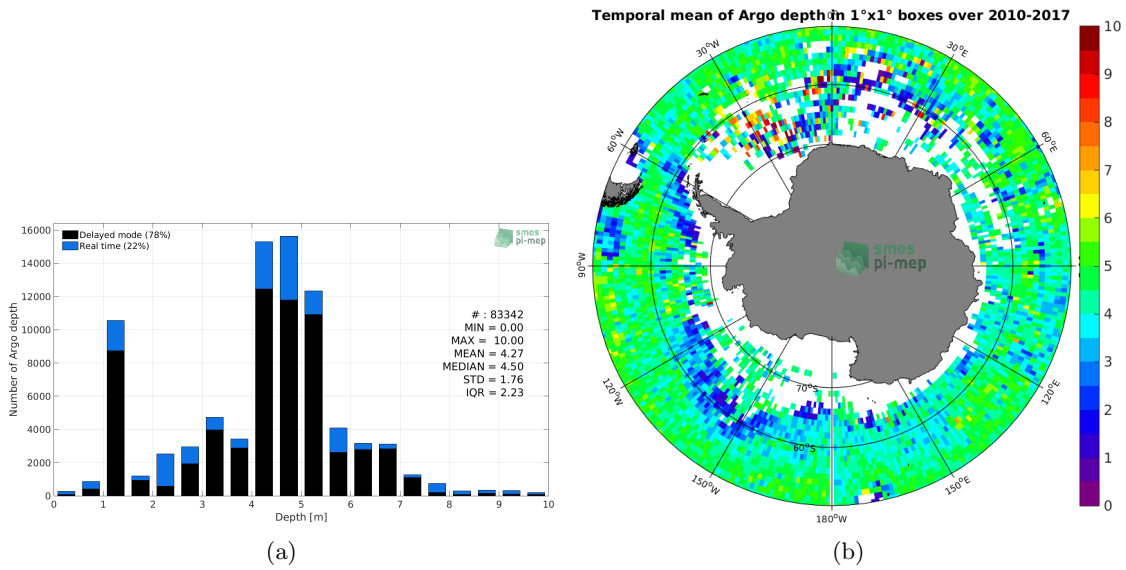 Delayed mode (78%)
Real time (22%)
smos
pi-mep
# : 83342
MIN = 0.00
MAX = 10.00
MEAN = 4.27
MEDIAN = 4.50
STD = 1.76
IQR = 2.23
Number of Argo depth
16000
14000
12000
10000
8000
6000
4000
2000
0
0 1 2 3 4 5 6 7 8 9 10
Depth [m]
(a)
Temporal mean of Argo depth in 1°x1° boxes over 2010-2017
0°
30°W
30°E
60°W
60°E
90°W
smos
pi-mep
120°W
120°E
70°S
60°S
150°W
150°E
180°W
10
9
8
7
6
5
4
3
2
1
0
(b)